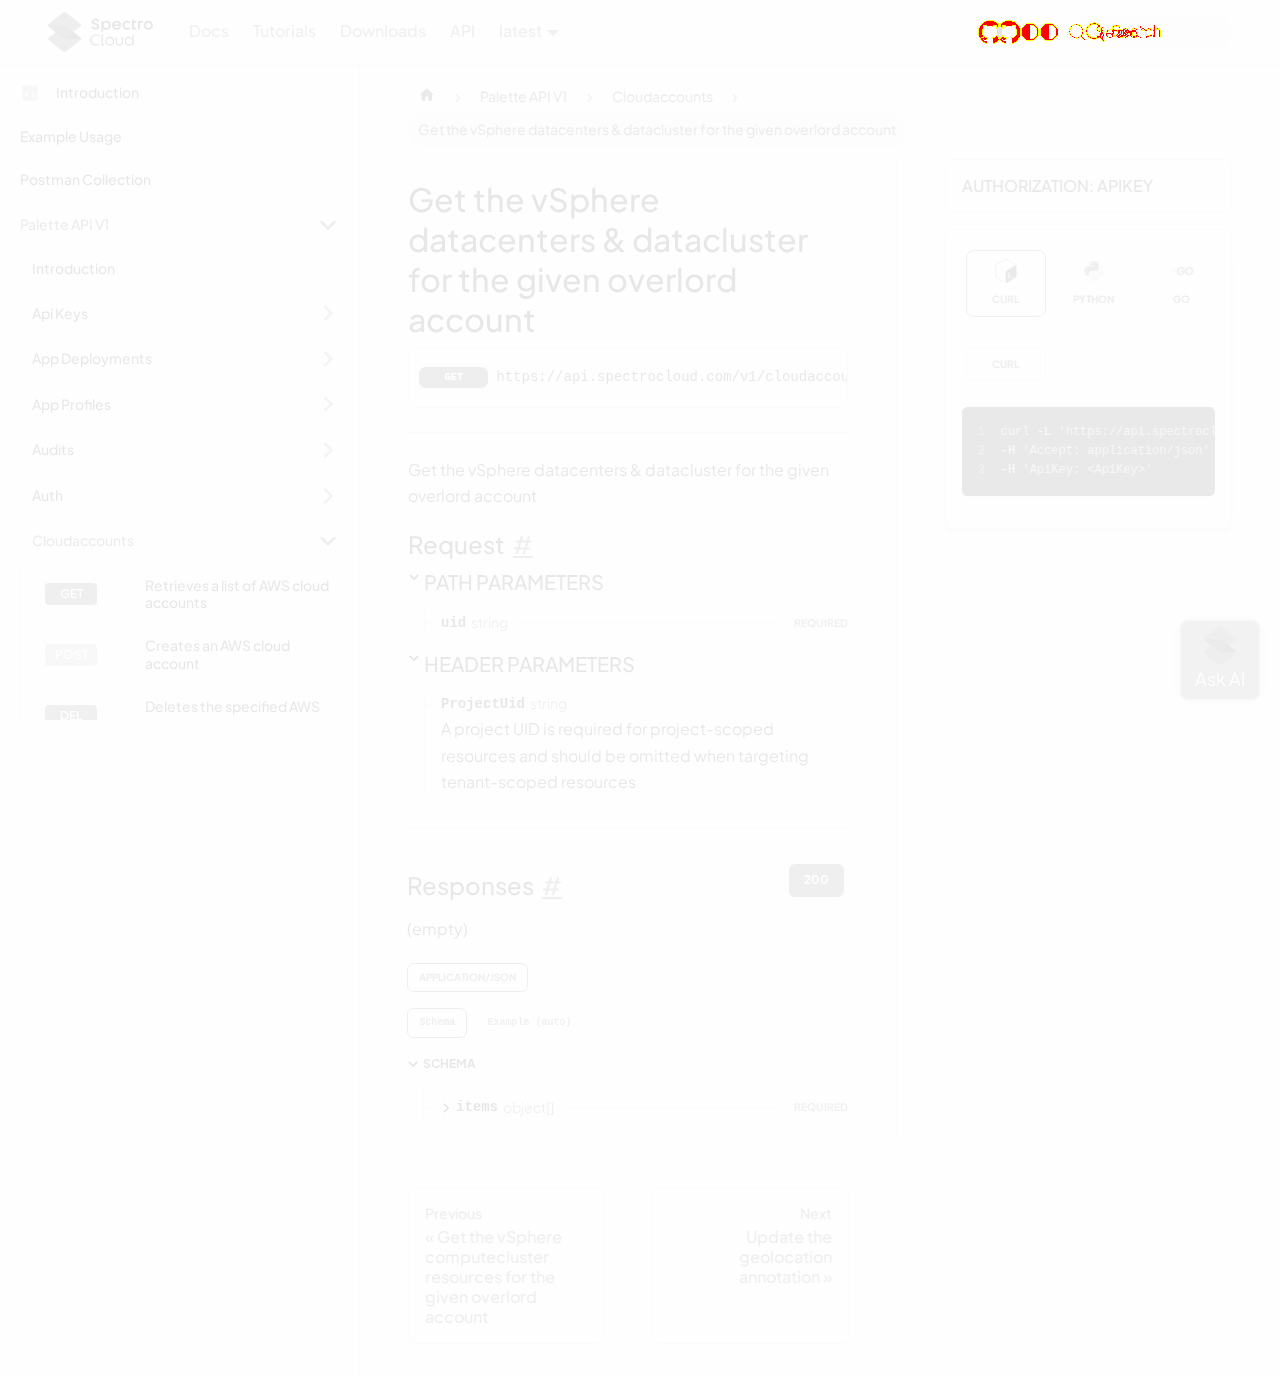 Spectro
Cloud
Docs
Tutorials
Downloads
API
latest
Search
Introduction
Example Usage
Postman Collection
Palette API V1
Introduction
Api Keys
App Deployments
App Profiles
Audits
Auth
Cloudaccounts
GET
Retrieves a list of AWS cloud
accounts
POST
Creates an AWS cloud
account
DEL
Deletes the specified AWS
Palette API V1
Cloudaccounts
Get the vSphere datacenters & datacluster for the given overlord account
Get the vSphere
datacenters & datacluster
for the given overlord
account
GET
https://api.spectrocloud.com/v1/cloudaccou
Get the vSphere datacenters & datacluster for the given
overlord account
Request #
PATH PARAMETERS
uid string
REQUIRED
HEADER PARAMETERS
ProjectUid string
A project UID is required for project-scoped
resources and should be omitted when targeting
tenant-scoped resources
Responses #
200
(empty)
APPLICATION/JSON
Schema
Example (auto)
SCHEMA
items object[]
REQUIRED
Previous
« Get the vSphere
computecluster
resources for the
given overlord
account
Next
Update the
geolocation
annotation »
AUTHORIZATION: APIKEY
CURL
PYTHON
GO
GO
CURL
1 curl -L 'https://api.spectrocl
2 -H 'Accept: application/json'
3 -H 'ApiKey: <ApiKey>'
Ask AI